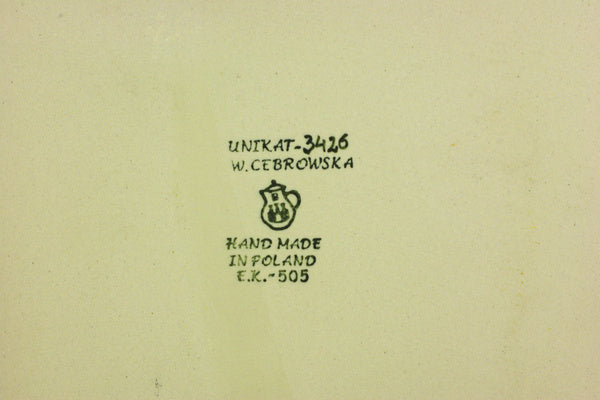 UNIKAT-3426
W.CEBROWSKA
HAND MADE
IN POLAND
E.K.-505